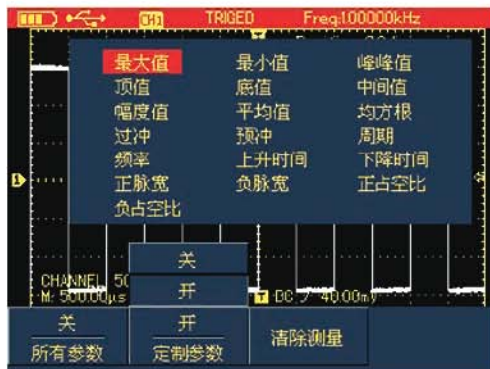 CH1 TRIGED Freq:1.00000kHz
最大值 最小值 峰峰值
顶值 底值 中间值
幅度值 平均值 均方根
过冲 预冲 周期
频率 上升时间 下降时间
正脉宽 负脉宽 正占空比
负占空比
关
CHANNEL 50
开
M: 500.00μs
T DC 40.00m
关 开 清除测量
所有参数 定制参数